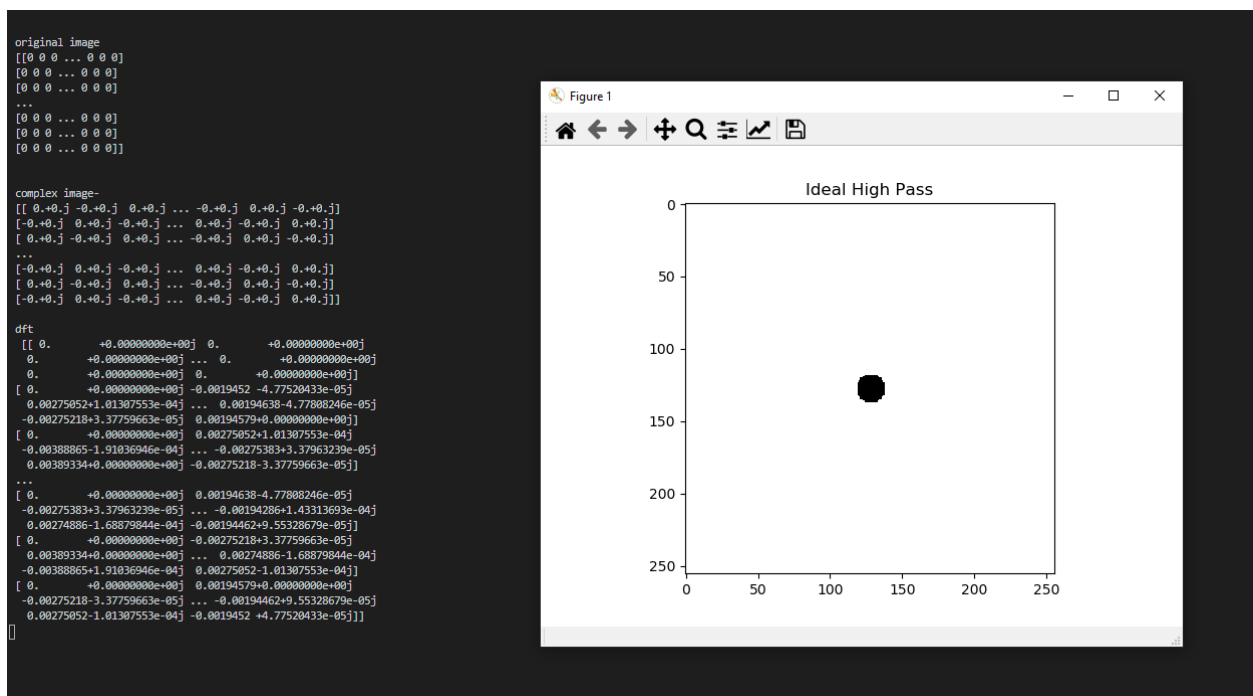 original image
[[0 0 0 ... 0 0 0]
[0 0 0 ... 0 0 0]
[0 0 0 ... 0 0 0]
...
[0 0 0 ... 0 0 0]
[0 0 0 ... 0 0 0]
[0 0 0 ... 0 0 0]]
complex image-
[[ 0.+0.j -0.+0.j 0.+0.j ... -0.+0.j 0.+0.j -0.+0.j]
[-0.+0.j 0.+0.j -0.+0.j ... 0.+0.j -0.+0.j 0.+0.j]
[ 0.+0.j -0.+0.j 0.+0.j ... -0.+0.j 0.+0.j -0.+0.j]
...
[-0.+0.j 0.+0.j -0.+0.j ... 0.+0.j -0.+0.j 0.+0.j]
[ 0.+0.j -0.+0.j 0.+0.j ... -0.+0.j 0.+0.j -0.+0.j]
[-0.+0.j 0.+0.j -0.+0.j ... 0.+0.j -0.+0.j 0.+0.j]]
dft
[[ 0. +0.00000000e+00j 0. +0.00000000e+00j
0. +0.00000000e+00j ... 0. +0.00000000e+00j
0. +0.00000000e+00j 0. +0.00000000e+00j]
[ 0. +0.00000000e+00j -0.0019452 -4.77520433e-05j
0.00275052+1.01307553e-04j ... 0.00194638-4.77808246e-05j
-0.00275218+3.37759663e-05j 0.00194579+0.00000000e+00j]
[ 0. +0.00000000e+00j 0.00275052+1.01307553e-04j
-0.00388865-1.91036946e-04j ... -0.00275383+3.37963239e-05j
0.00389334+0.00000000e+00j -0.00275218-3.37759663e-05j]
...
[ 0. +0.00000000e+00j 0.00194638-4.77808246e-05j
-0.00275383+3.37963239e-05j ... -0.00194286+1.43313693e-04j
0.00274886-1.68879844e-04j -0.00194462+9.55328679e-05j]
[ 0. +0.00000000e+00j -0.00275218+3.37759663e-05j
0.00389334+0.00000000e+00j ... 0.00274886-1.68879844e-04j
-0.00388865+1.91036946e-04j 0.00275052-1.01307553e-04j]
[ 0. +0.00000000e+00j 0.00194579+0.00000000e+00j
-0.00275218-3.37759663e-05j ... -0.00194462+9.55328679e-05j
0.00275052-1.01307553e-04j -0.0019452 +4.77520433e-05j]]
Figure 1
Ideal High Pass
0
50
100
150
200
250
0 50 100 150 200 250